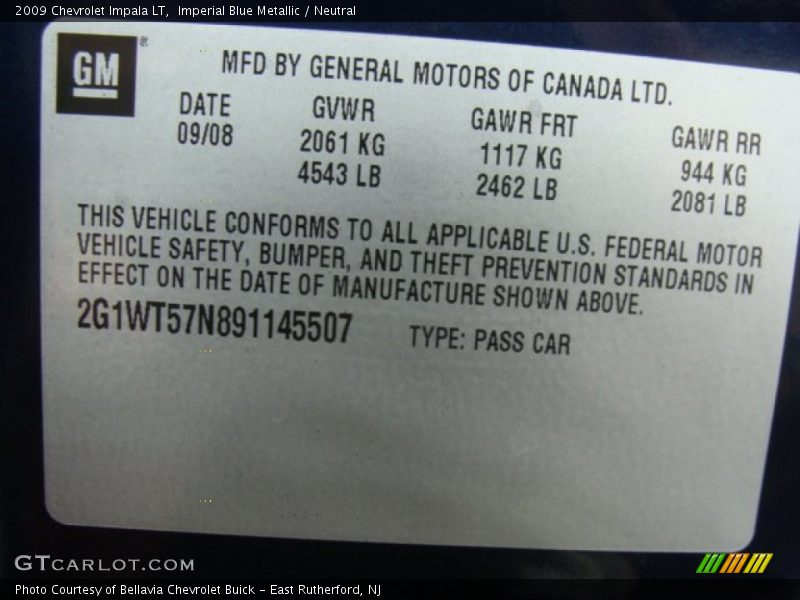 2009 Chevrolet Impala LT,  Imperial Blue Metallic / Neutral
GM®
MFD BY GENERAL MOTORS OF CANADA LTD.
DATE GVWR GAWR FRT GAWR RR
09/08 2061 KG 1117 KG 944 KG
4543 LB 2462 LB 2081 LB
THIS VEHICLE CONFORMS TO ALL APPLICABLE U.S. FEDERAL MOTOR
VEHICLE SAFETY, BUMPER, AND THEFT PREVENTION STANDARDS IN
EFFECT ON THE DATE OF MANUFACTURE SHOWN ABOVE.
2G1WT57N891145507 TYPE: PASS CAR
GTCARLOT.COM
Photo Courtesy of Bellavia Chevrolet Buick - East Rutherford, NJ